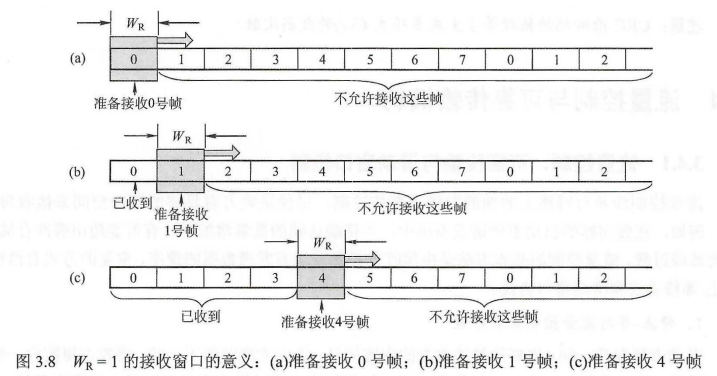 W_R
(a) 0 1 2 3 4 5 6 7 0 1 2
准备接收0号帧 不允许接收这些帧
W_R
(b) 0 1 2 3 4 5 6 7 0 1 2
已收到 准备接收 不允许接收这些帧
1号帧
W_R
(c) 0 1 2 3 4 5 6 7 0 1 2
已收到 准备接收4号帧 不允许接收这些帧
图 3.8 W_R = 1 的接收窗口的意义：(a)准备接收 0 号帧；(b)准备接收 1 号帧；(c)准备接收 4 号帧